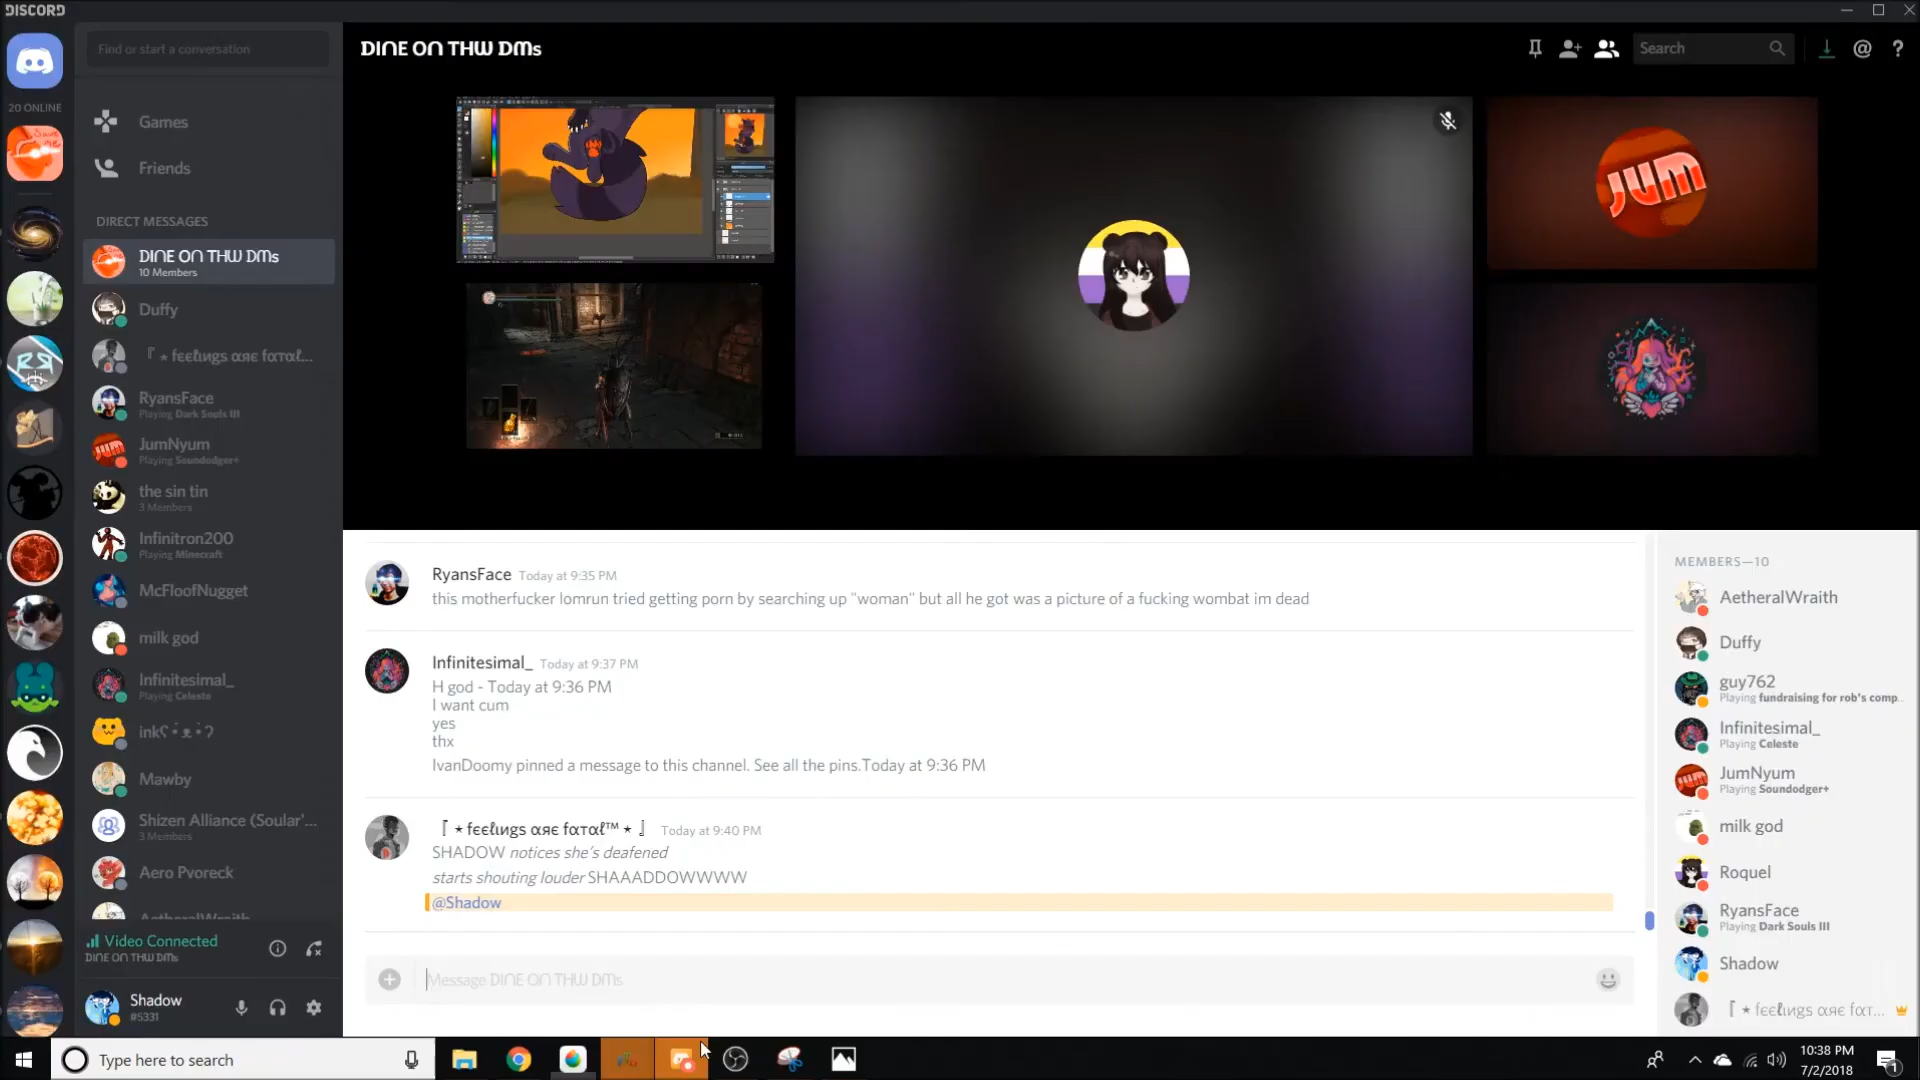 DISCORD
Find or start a conversation
20 ONLINE
Games
Friends
DIRECT MESSAGES
DINE ON THW DMs
10 Members
Duffy
『 ⋆ fєєℓιηgs αяє fαтαℓ...
RyansFace
Playing Dark Souls III
JumNyum
Playing Soundodger+
the sin tin
3 Members
Infinitron200
Playing Minecraft
McFloofNugget
milk god
Infinitesimal_
Playing Celeste
Mawby
Shizen Alliance (Soular'...
3 Members
Aero Pvoreck
AetheralWraith
Video Connected
DINE ON THW DMs
Shadow
#5331
DINE ON THW DMs
Search
JUM
RyansFace Today at 9:35 PM
this motherfucker lomrun tried getting porn by searching up "woman" but all he got was a picture of a fucking wombat im dead
Infinitesimal_ Today at 9:37 PM
H god - Today at 9:36 PM
I want cum
yes
thx
IvanDoomy pinned a message to this channel. See all the pins.Today at 9:36 PM
『 ⋆ fєєℓιηgs αяє fαтαℓ™ ⋆ 』 Today at 9:40 PM
SHADOW notices she's deafened
starts shouting louder SHAAADDOWWWW
@Shadow
Message DINE ON THW DMs
MEMBERS—10
AetheralWraith
Duffy
guy762
Playing fundraising for rob's comp...
Infinitesimal_
Playing Celeste
JumNyum
Playing Soundodger+
milk god
Roquel
RyansFace
Playing Dark Souls III
Shadow
『 ⋆ fєєℓιηgs αяє fαт...
Type here to search
10:38 PM
7/2/2018
1